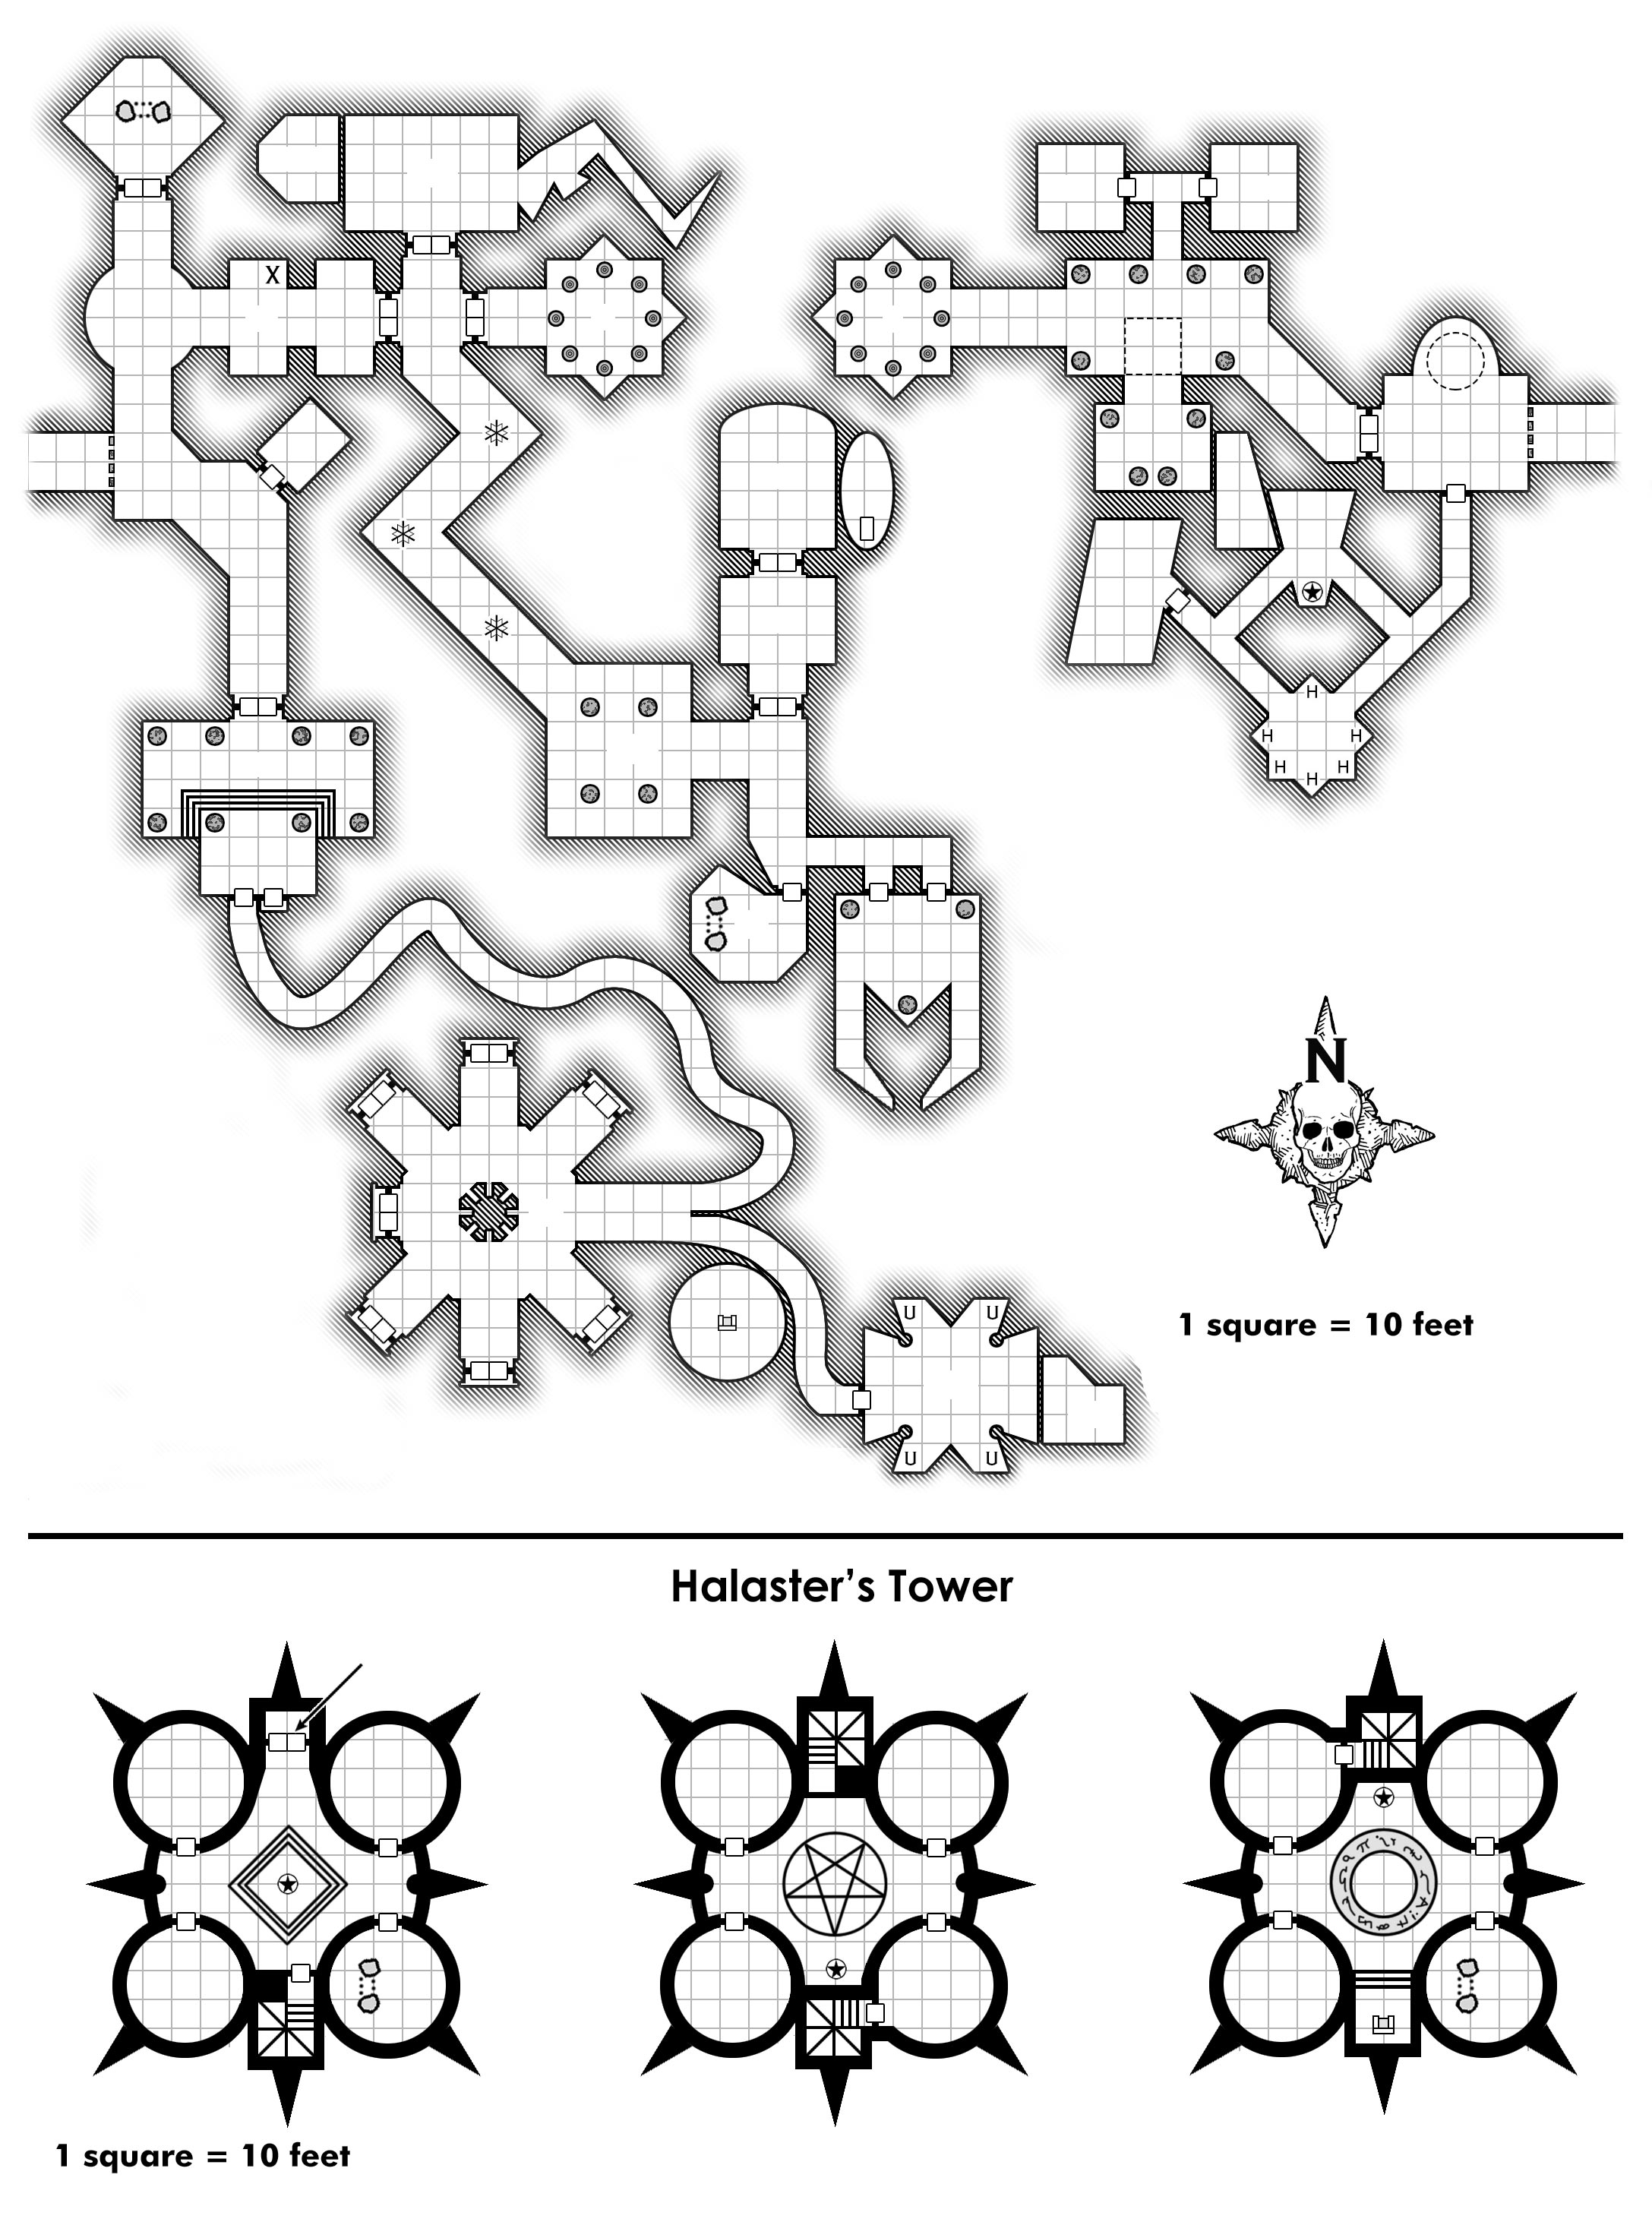 X
H
H H
H H
H
N
U U
1 square = 10 feet
U U
Halaster's Tower
1 square = 10 feet